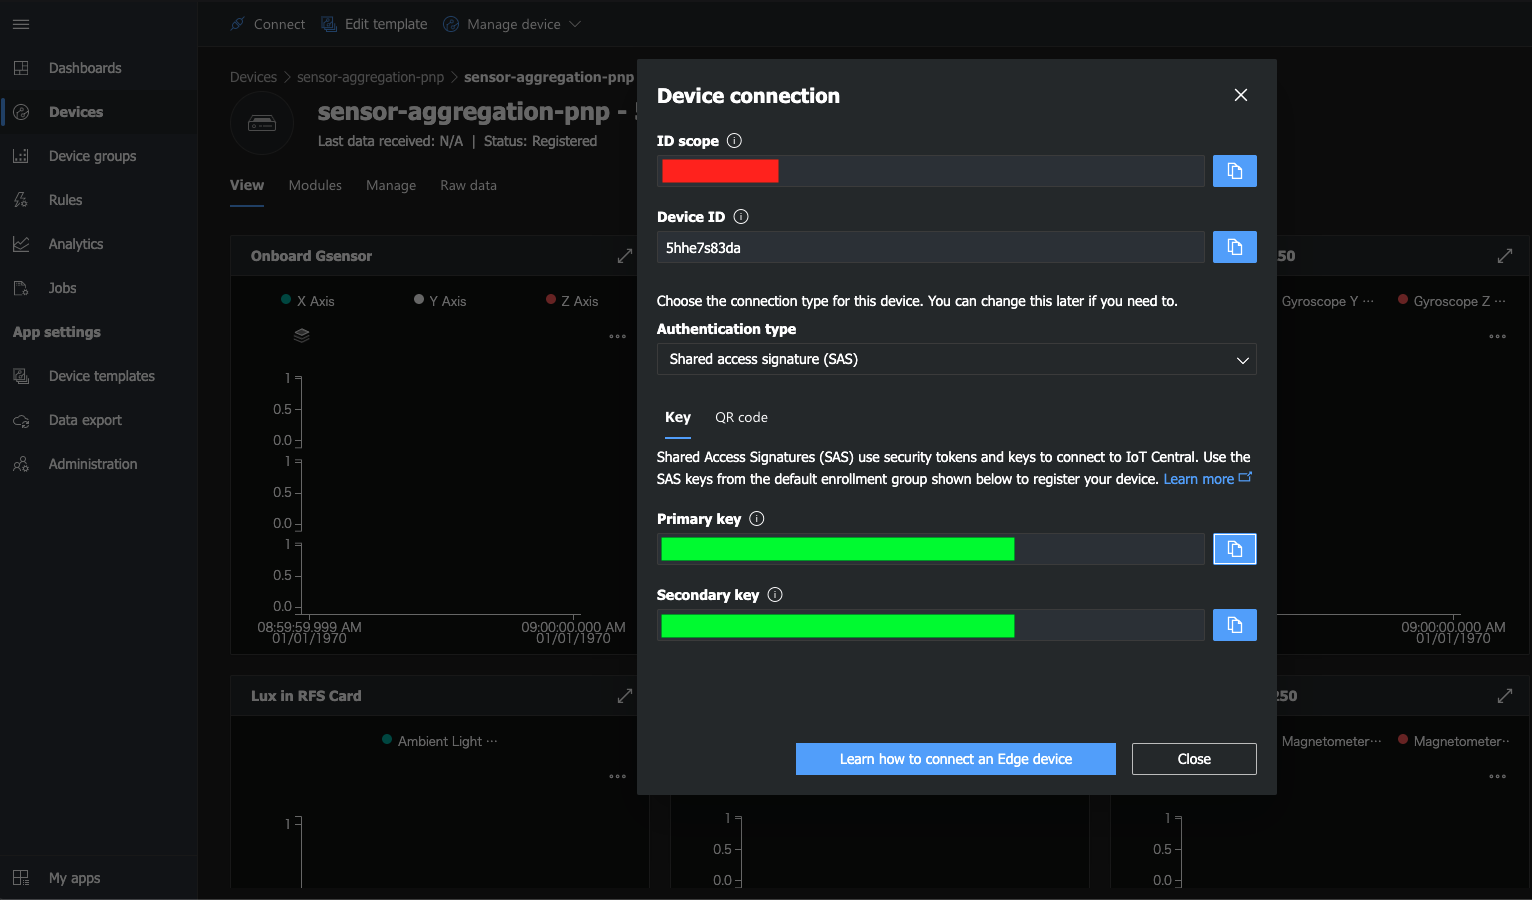 Connect
Edit template
Manage device
Dashboards
Devices
Device groups
Rules
Analytics
Jobs
App settings
Device templates
Data export
Administration
My apps
Devices > sensor-aggregation-pnp > sensor-aggregation-pnp
sensor-aggregation-pnp -
Last data received: N/A | Status: Registered
View
Modules
Manage
Raw data
Onboard Gsensor
X Axis
Y Axis
Z Axis
1
0.5
0.0
1
0.5
0.0
1
0.5
0.0
08:59:59.999 AM
01/01/1970
09:00:00.000 AM
01/01/1970
Lux in RFS Card
Ambient Light ...
1
Device connection
ID scope
Device ID
5hhe7s83da
Choose the connection type for this device. You can change this later if you need to.
Authentication type
Shared access signature (SAS)
Key
QR code
Shared Access Signatures (SAS) use security tokens and keys to connect to IoT Central. Use the
SAS keys from the default enrollment group shown below to register your device. Learn more
Primary key
Secondary key
Learn how to connect an Edge device
Close
1
0.5
0.0
50
Gyroscope Y ...
Gyroscope Z ...
09:00:00.000 AM
01/01/1970
250
Magnetometer...
Magnetometer..
1
0.5
0.0